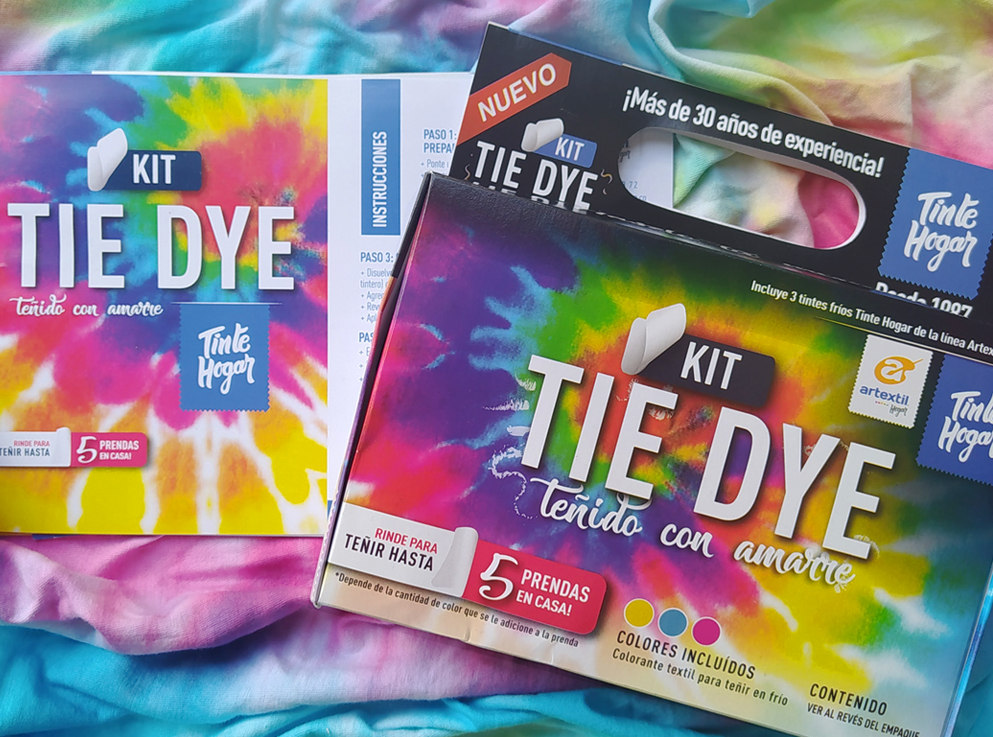 KIT
TIE DYE
teñido con amarre
Tinte
Hogar
RINDE PARA
TEÑIR HASTA
5 PRENDAS
EN CASA!
INSTRUCCIONES
PASO 1:
PASO 3:
NUEVO
¡Más de 30 años de experiencia!
KIT
TIE DYE
Tinte
Hogar
Desde 1987
Incluye 3 tintes fríos Tinte Hogar de la línea
artextil
Hogar
KIT
TIE DYE
teñido con amarre
RINDE PARA
TEÑIR HASTA
5 PRENDAS
EN CASA!
*Depende de la cantidad de color que se le adicione a la prenda
COLORES INCLUÍDOS
Colorante textil para teñir en frío
CONTENIDO
VER AL REVÉS DEL EMPAQUE